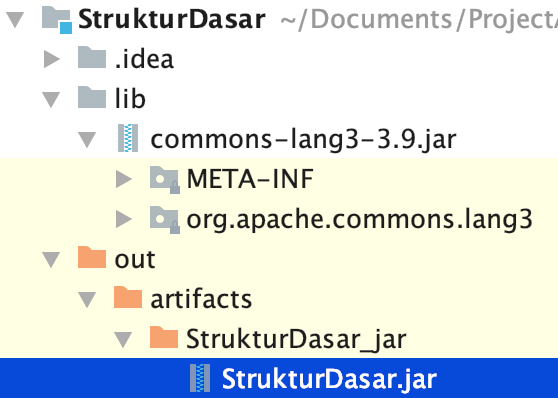 StrukturDasar ~/Documents/Project
.idea
lib
commons-lang3-3.9.jar
META-INF
org.apache.commons.lang3
out
artifacts
StrukturDasar_jar
StrukturDasar.jar